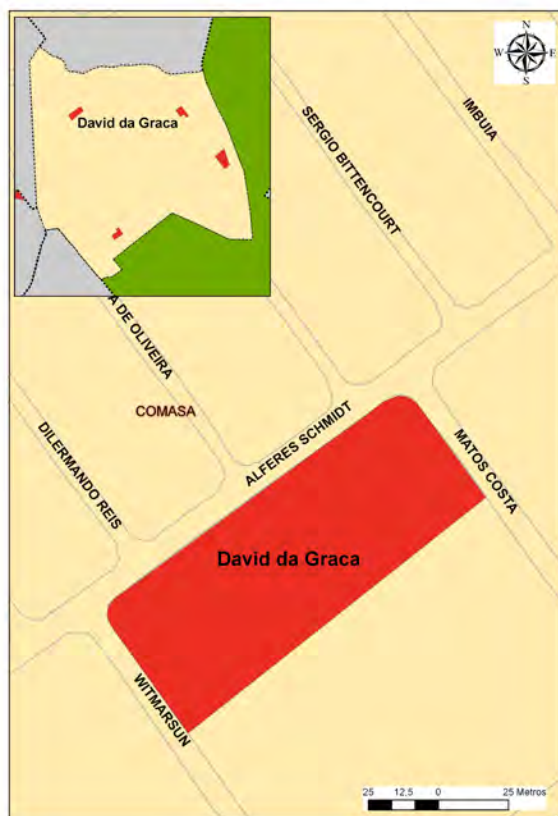 David da Graca
N
W E
S
SERGIO BITTENCOURT
IMBUIA
A DE OLIVEIRA
COMASA
DILERMANDO REIS
ALFERES SCHMIDT
MATOS COSTA
David da Graca
WITMARSUN
25 12,5 0 25 Metros